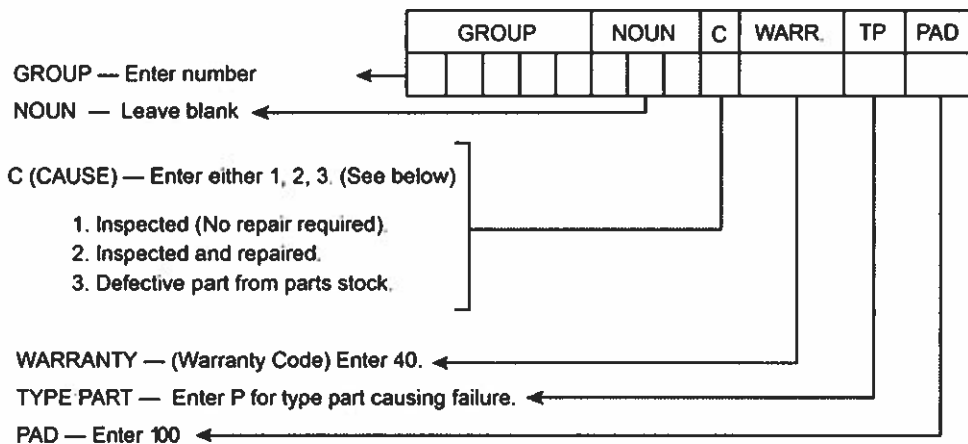 GROUP NOUN C WARR. TP PAD
GROUP — Enter number
NOUN — Leave blank
C (CAUSE) — Enter either 1, 2, 3. (See below)
1. Inspected (No repair required).
2. Inspected and repaired.
3. Defective part from parts stock.
WARRANTY — (Warranty Code) Enter 40.
TYPE PART — Enter P for type part causing failure.
PAD — Enter 100